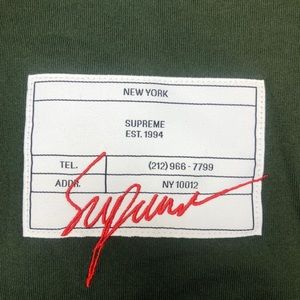 NEW YORK
SUPREME
EST. 1994
TEL. (212) 966 - 7799
ADDR. NY 10012
Supreme